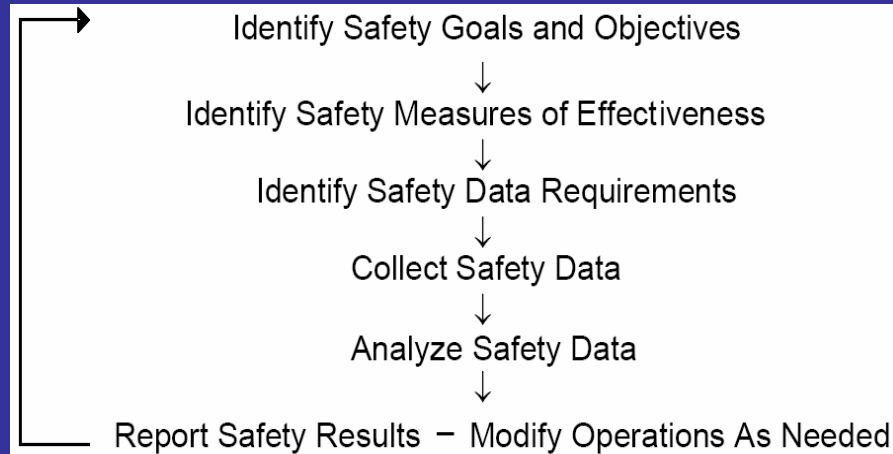 Identify Safety Goals and Objectives
Identify Safety Measures of Effectiveness
Identify Safety Data Requirements
Collect Safety Data
Analyze Safety Data
Report Safety Results – Modify Operations As Needed